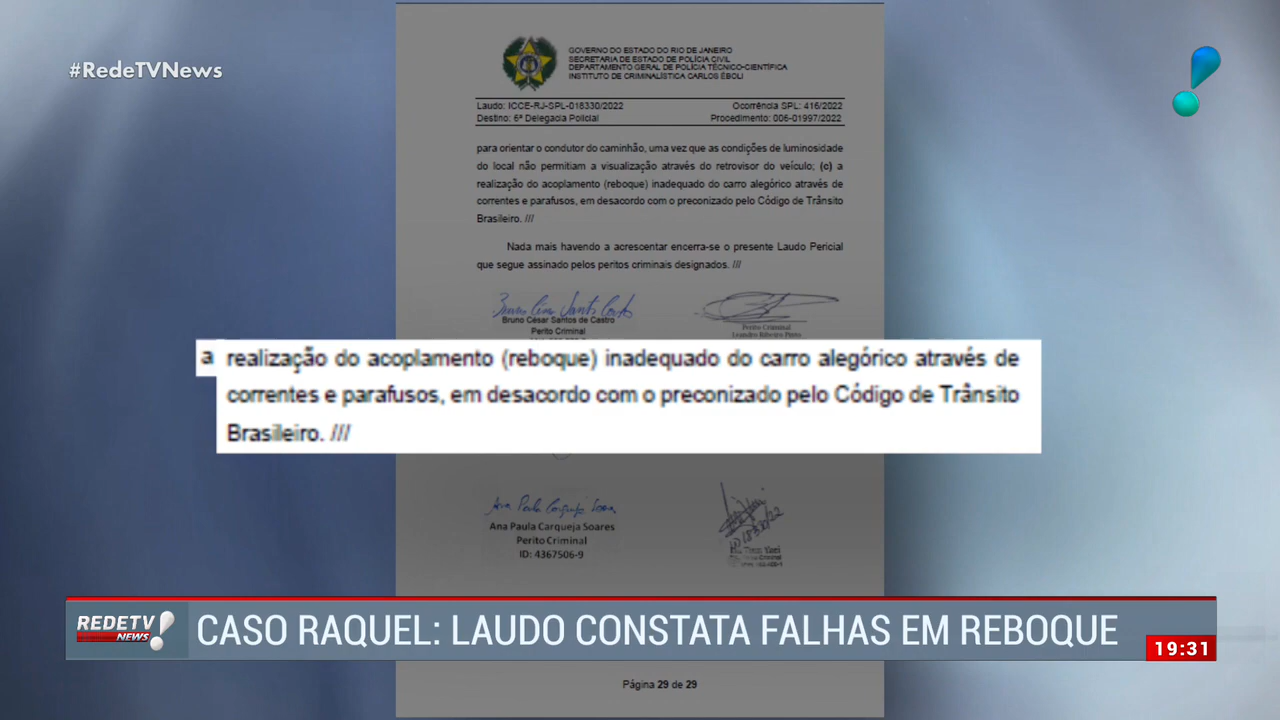 #RedeTVNews
GOVERNO DO ESTADO DO RIO DE JANEIRO
SECRETARIA DE ESTADO DE POLÍCIA CIVIL
DEPARTAMENTO GERAL DE POLÍCIA TÉCNICO-CIENTÍFICA
INSTITUTO DE CRIMINALÍSTICA CARLOS ÉBOLI
Laudo: ICCE-RJ-SPL-018330/2022 Ocorrência SPL: 416/2022
Destino: 6ª Delegacia Policial Procedimento: 006-01997/2022
para orientar o condutor do caminhão, uma vez que as condições de luminosidade
do local não permitiam a visualização através do retrovisor do veículo; (c) a
realização do acoplamento (reboque) inadequado do carro alegórico através de
correntes e parafusos, em desacordo com o preconizado pelo Código de Trânsito
Brasileiro. ///
Nada mais havendo a acrescentar encerra-se o presente Laudo Pericial
que segue assinado pelos peritos criminais designados. ///
Bruno César Santos de Castro
Perito Criminal
Perito Criminal
Leandro Ribeiro
a realização do acoplamento (reboque) inadequado do carro alegórico através de
correntes e parafusos, em desacordo com o preconizado pelo Código de Trânsito
Brasileiro. ///
Ana Paula Carqueja Soares
Perito Criminal
ID: 4367506-9
REDETV!
NEWS
CASO RAQUEL: LAUDO CONSTATA FALHAS EM REBOQUE
19:31
Página 29 de 29